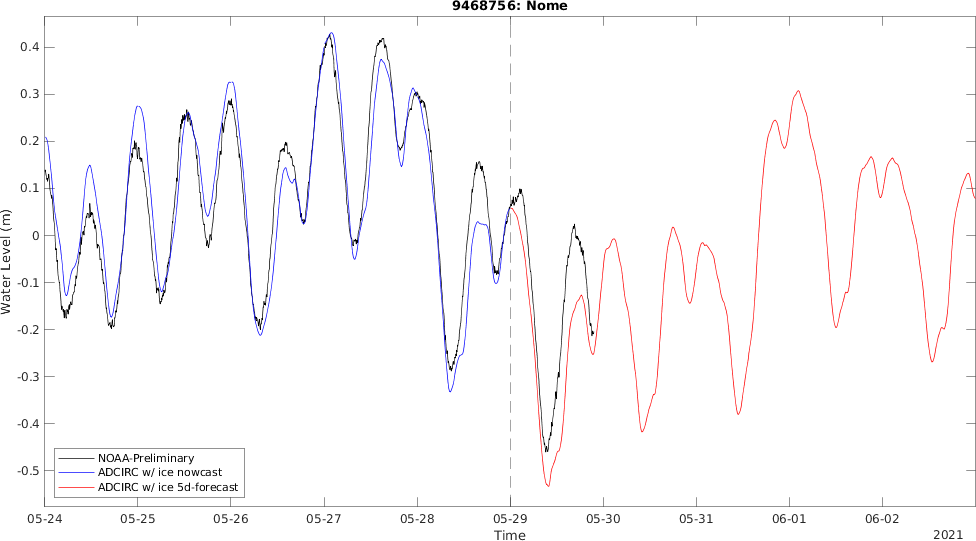 9468756: Nome
0.4
0.3
0.2
0.1
0
-0.1
-0.2
-0.3
-0.4
-0.5
Water Level (m)
NOAA-Preliminary
ADCIRC w/ ice nowcast
ADCIRC w/ ice 5d-forecast
05-24 05-25 05-26 05-27 05-28 05-29 05-30 05-31 06-01 06-02
Time
2021